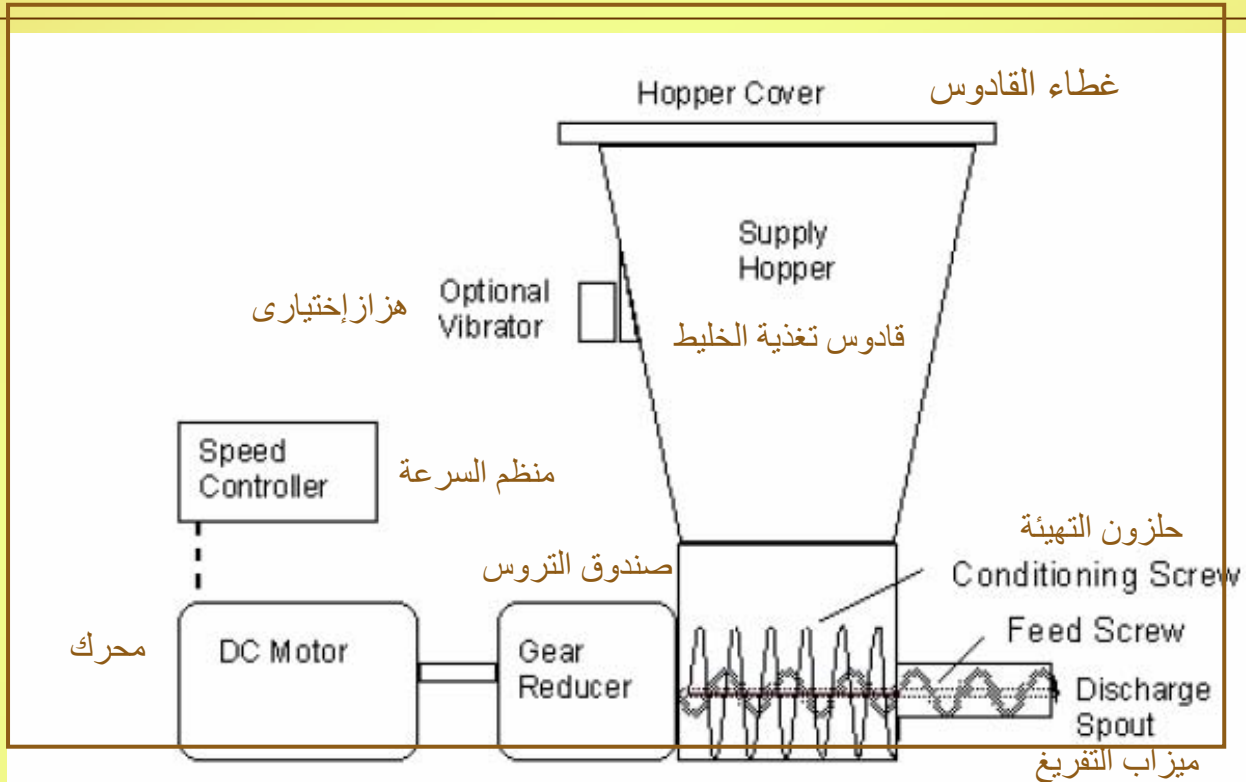 Hopper Cover
غطاء القادوس
Supply
Hopper
Optional
Vibrator
هزازإختيارى
قادوس تغذية الخليط
Speed
Controller
منظم السرعة
حلزون التهيئة
صندوق التروس
Conditioning Screw
محرك
DC Motor
Gear
Reducer
Feed Screw
Discharge
Spout
ميزاب التفريغ